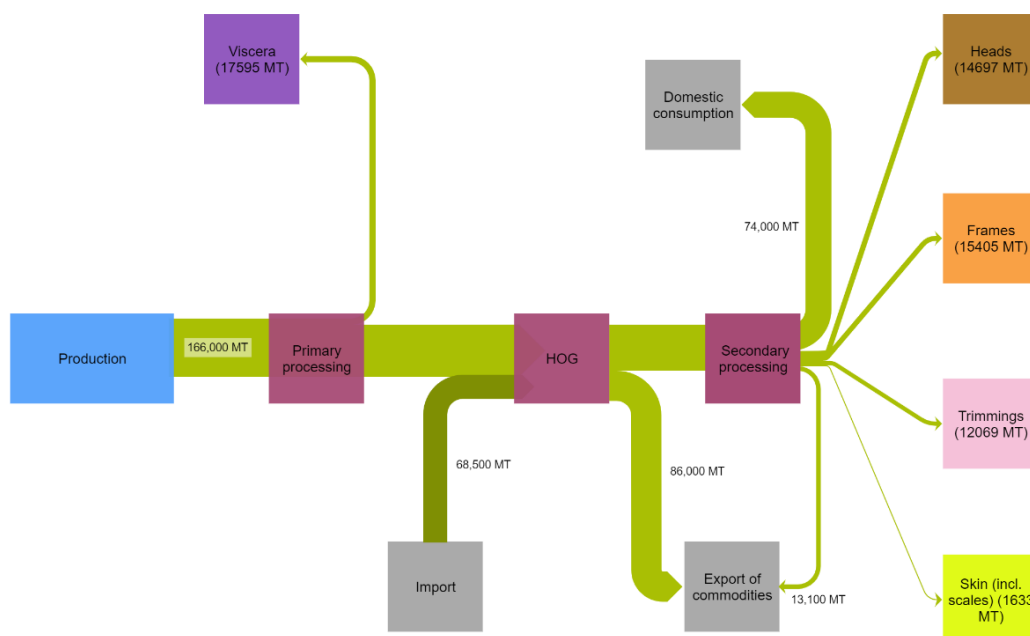 Viscera
(17595 MT)
Heads
(14697 MT)
Domestic
consumption
74,000 MT
Frames
(15405 MT)
Production
166,000 MT
Primary
processing
HOG
Secondary
processing
Trimmings
(12069 MT)
68,500 MT
86,000 MT
Import
Export of
commodities
13,100 MT
Skin (incl.
scales) (1633
MT)